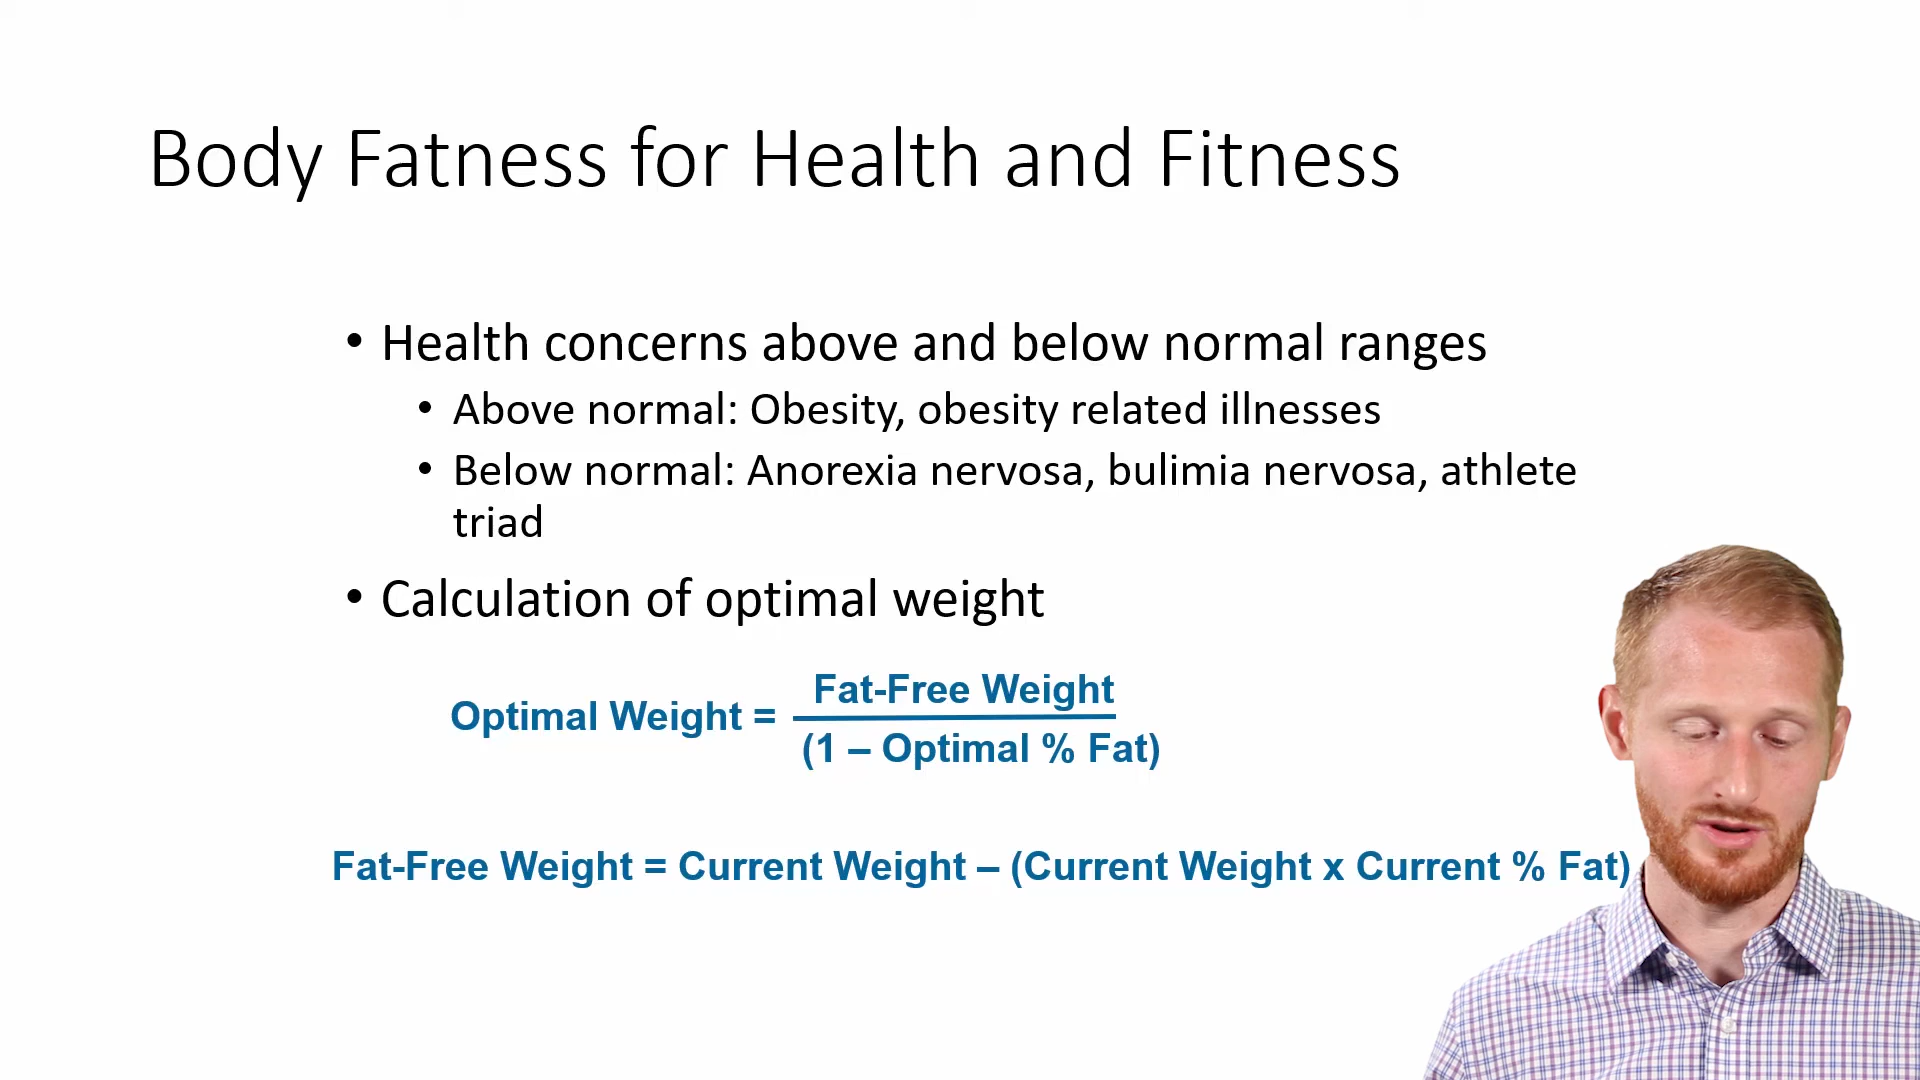 Body Fatness for Health and Fitness
• Health concerns above and below normal ranges
• Above normal: Obesity, obesity related illnesses
• Below normal: Anorexia nervosa, bulimia nervosa, athlete
triad
• Calculation of optimal weight
Optimal Weight = Fat-Free Weight
(1 – Optimal % Fat)
Fat-Free Weight = Current Weight – (Current Weight x Current % Fat)